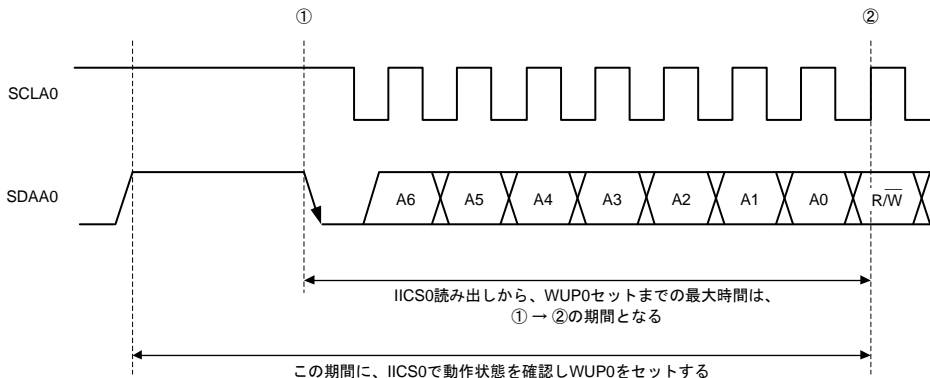 ① ②
SCLA0
SDAA0 A6 A5 A4 A3 A2 A1 A0 R/W
IICS0読み出しから、WUP0セットまでの最大時間は、
① → ②の期間となる
この期間に、IICS0で動作状態を確認しWUP0をセットする